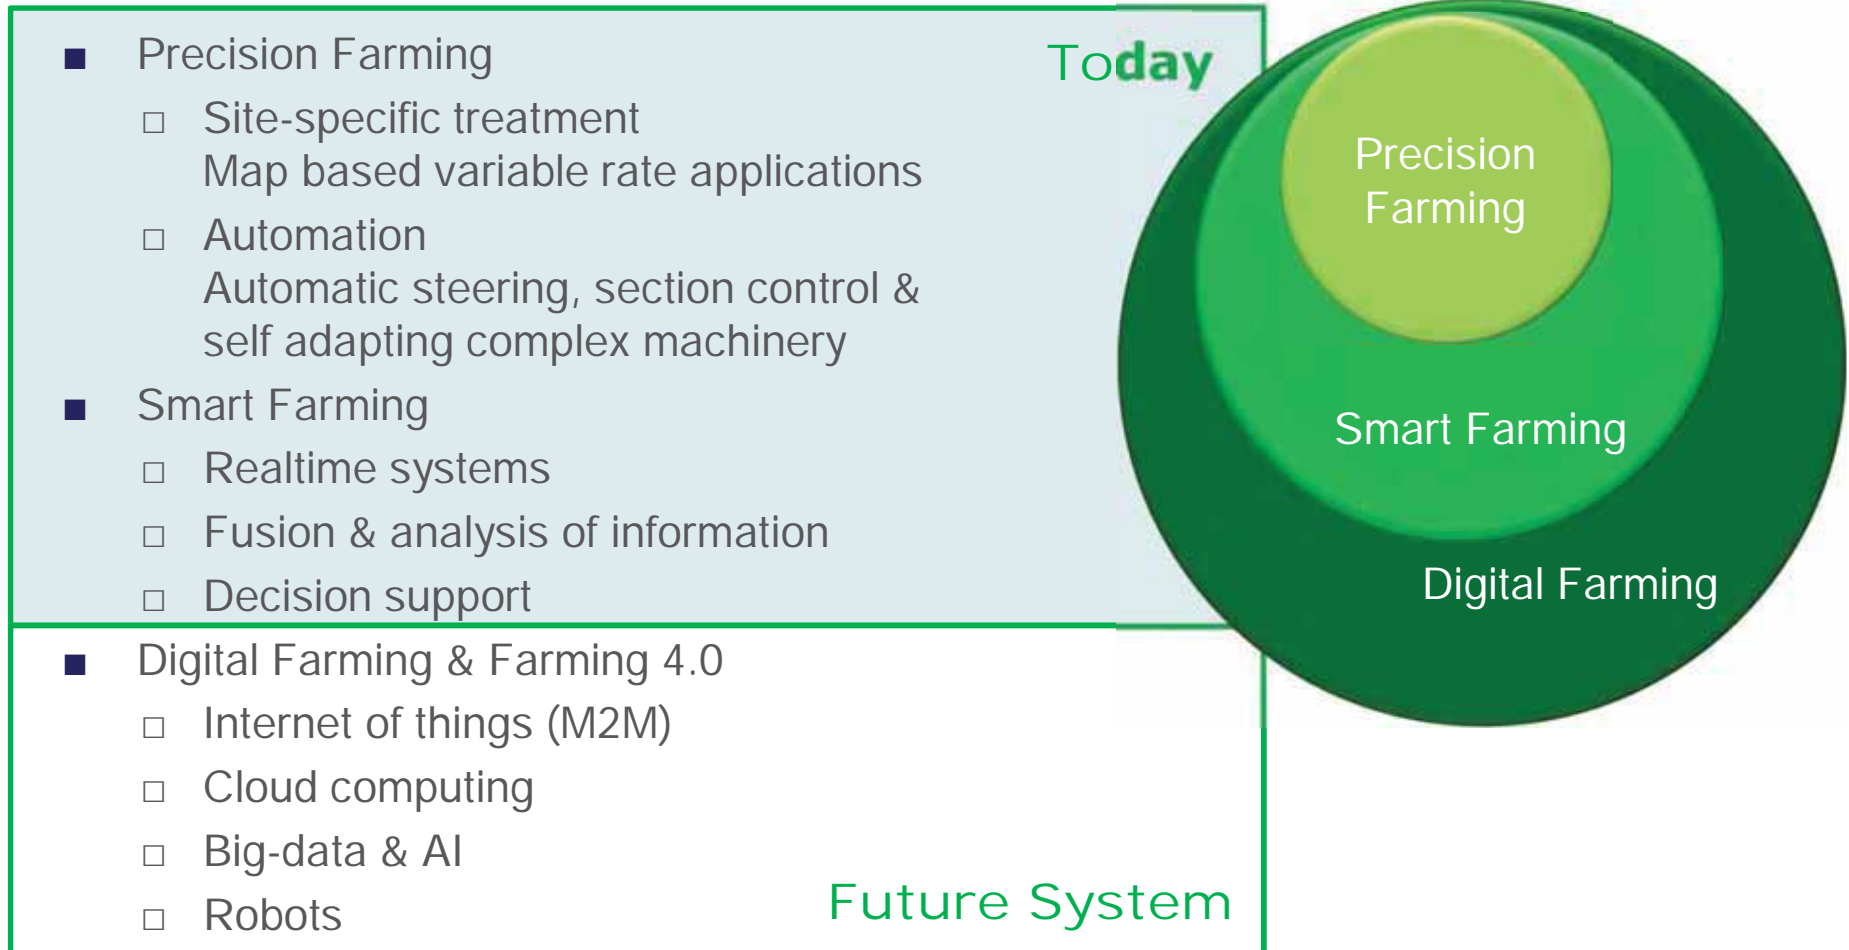 Precision Farming
Today
Site-specific treatment
Map based variable rate applications
Automation
Automatic steering, section control &
self adapting complex machinery
Smart Farming
Realtime systems
Fusion & analysis of information
Decision support
Digital Farming & Farming 4.0
Internet of things (M2M)
Cloud computing
Big-data & AI
Robots
Future System
Precision
Farming
Smart Farming
Digital Farming